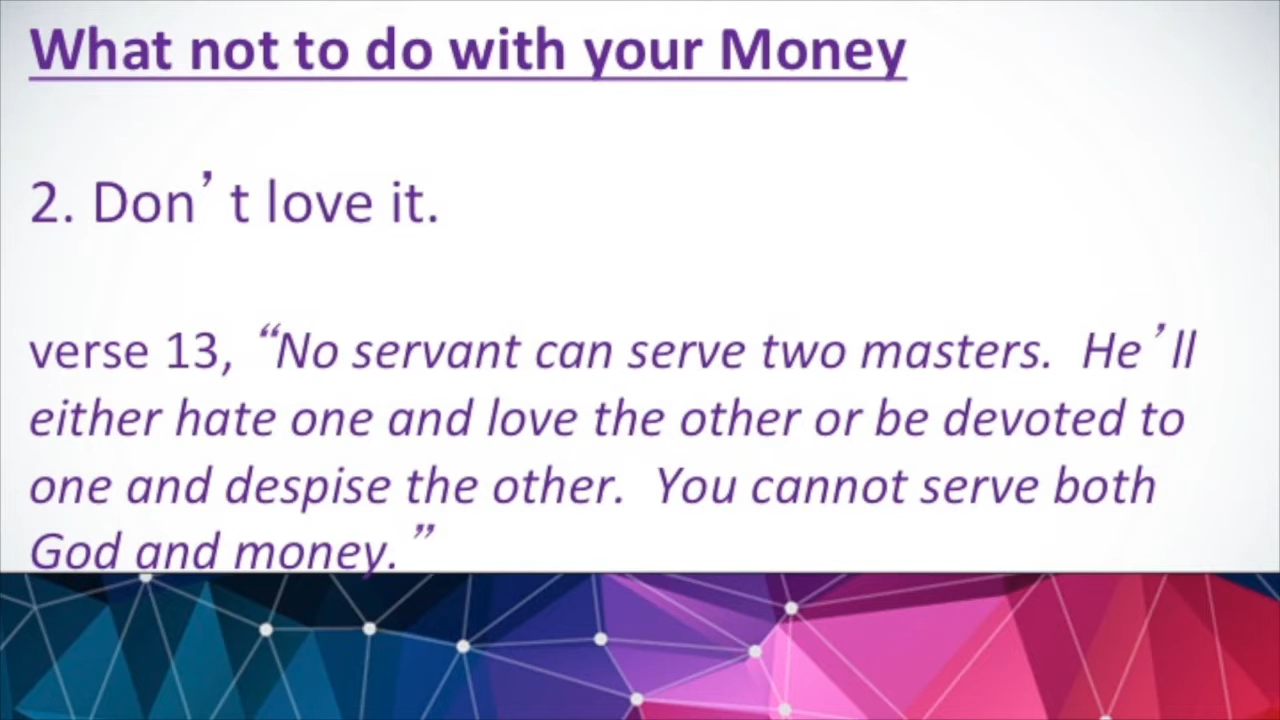 What not to do with your Money
2. Don’t love it.
verse 13, “No servant can serve two masters.  He’ll
either hate one and love the other or be devoted to
one and despise the other.  You cannot serve both
God and money.”